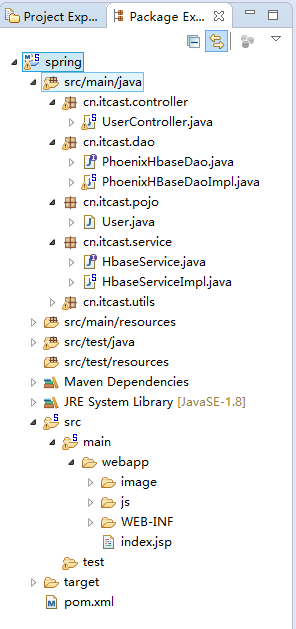 Project Exp... Package Ex...
spring
src/main/java
cn.itcast.controller
UserController.java
cn.itcast.dao
PhoenixHbaseDao.java
PhoenixHBaseDaoImpl.java
cn.itcast.pojo
User.java
cn.itcast.service
HbaseService.java
HbaseServiceImpl.java
cn.itcast.utils
src/main/resources
src/test/java
src/test/resources
Maven Dependencies
JRE System Library [JavaSE-1.8]
src
main
webapp
image
js
WEB-INF
index.jsp
test
target
pom.xml